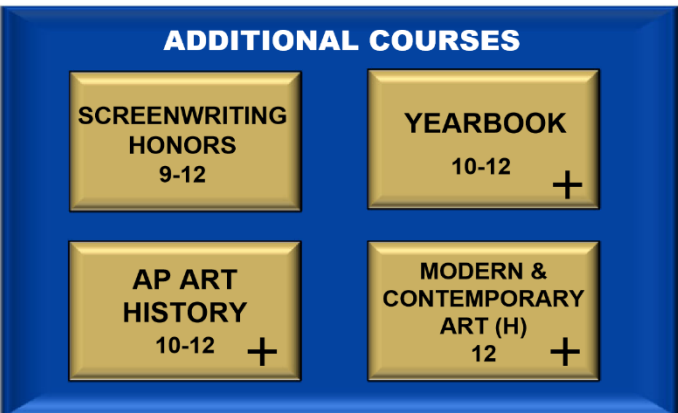 ADDITIONAL COURSES
SCREENWRITING
HONORS
9-12
YEARBOOK
10-12
+
AP ART
HISTORY
10-12 +
MODERN &
CONTEMPORARY
ART (H)
12 +